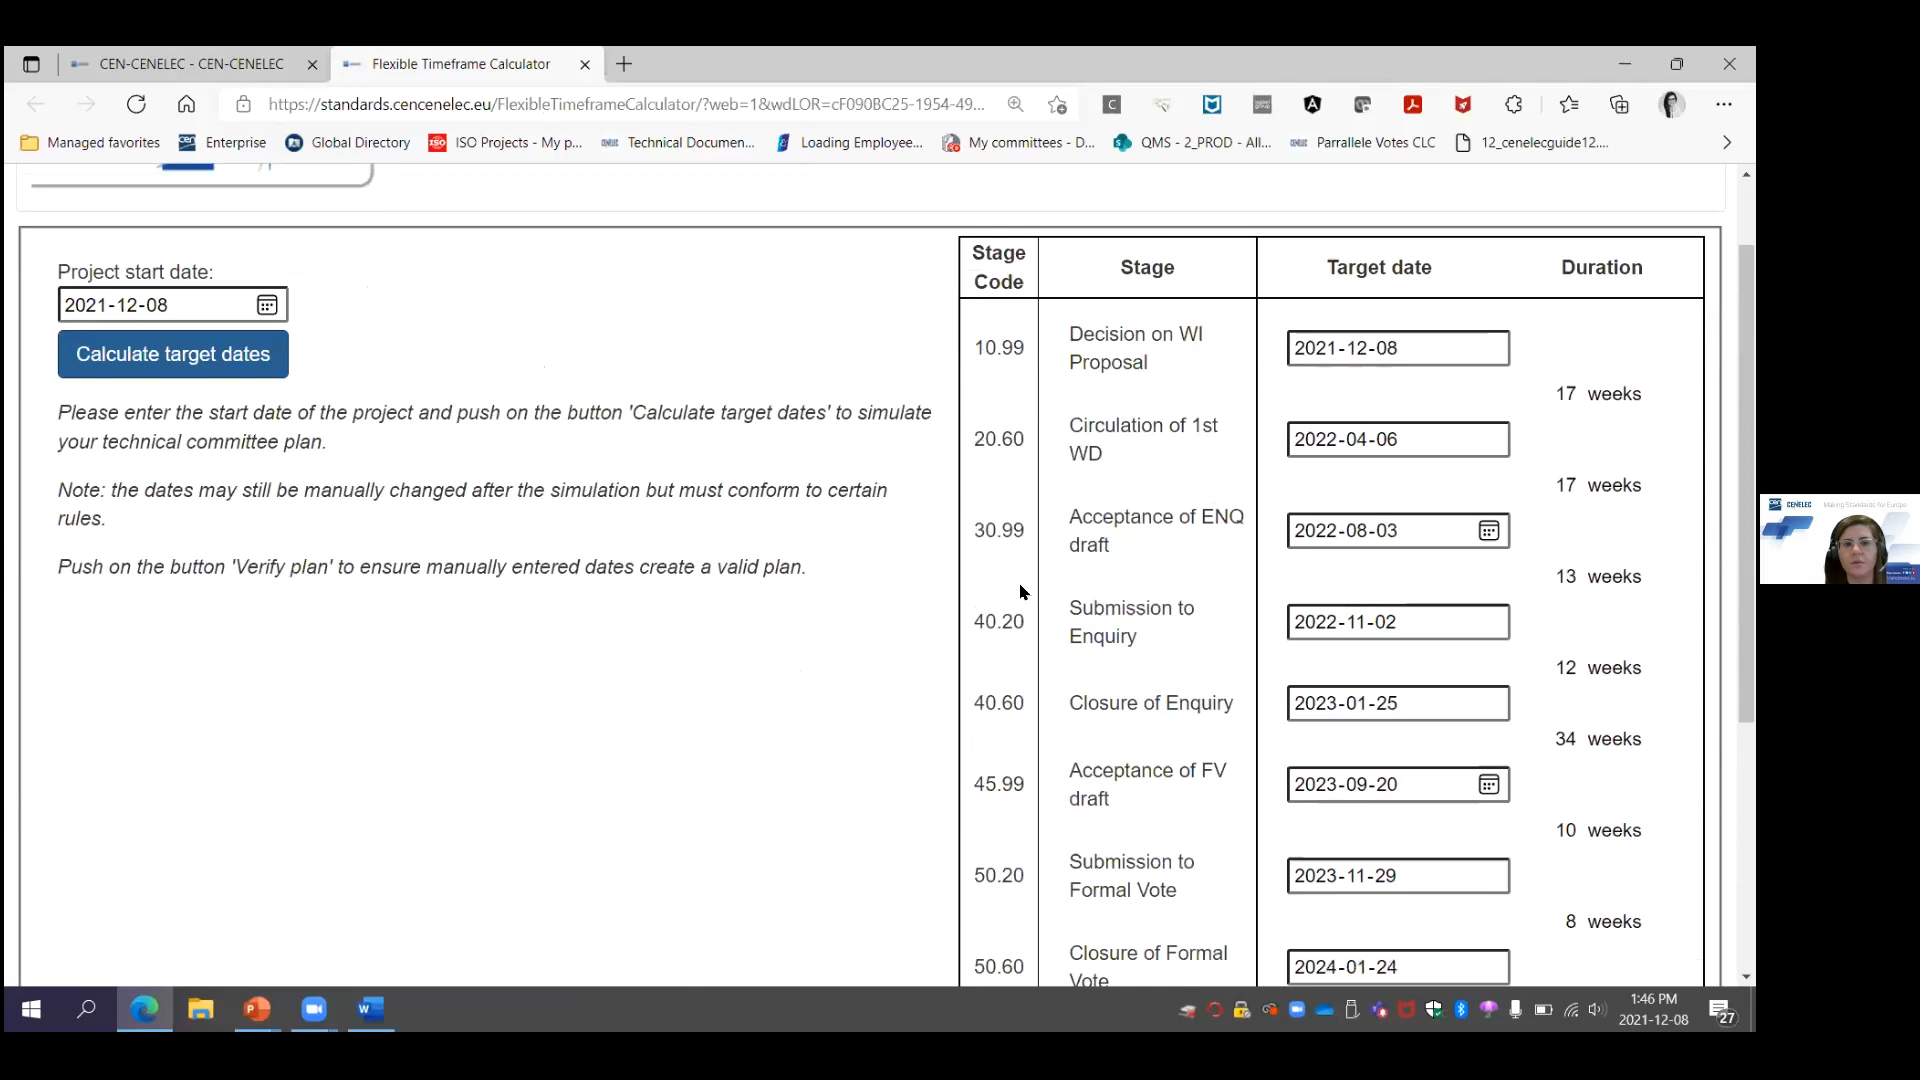 CEN-CENELEC - CEN-CENELEC
Flexible Timeframe Calculator
https://standards.cencenelec.eu/FlexibleTimeframeCalculator/?web=1&wdLOR=cF090BC25-1954-49...
Managed favorites
Enterprise
Global Directory
ISO Projects - My p...
Technical Documen...
Loading Employee...
My committees - D...
QMS - 2_PROD - All...
Parrallele Votes CLC
12_cenelecguide12....
Project start date:
2021-12-08
Calculate target dates
Please enter the start date of the project and push on the button 'Calculate target dates' to simulate
your technical committee plan.
Note: the dates may still be manually changed after the simulation but must conform to certain
rules.
Push on the button 'Verify plan' to ensure manually entered dates create a valid plan.
Stage
Code
Stage
Target date
Duration
10.99
Decision on WI
Proposal
2021-12-08
17 weeks
20.60
Circulation of 1st
WD
2022-04-06
17 weeks
30.99
Acceptance of ENQ
draft
2022-08-03
13 weeks
40.20
Submission to
Enquiry
2022-11-02
12 weeks
40.60
Closure of Enquiry
2023-01-25
34 weeks
45.99
Acceptance of FV
draft
2023-09-20
10 weeks
50.20
Submission to
Formal Vote
2023-11-29
8 weeks
50.60
Closure of Formal
Vote
2024-01-24
CENELEC
Making Standards for Europe
1:46 PM
2021-12-08
27